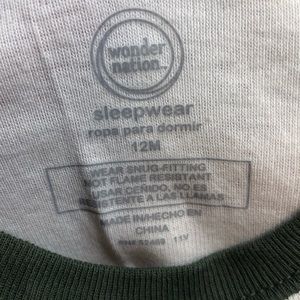 wonder
nation
sleepwear
ropa para dormir
12M
WEAR SNUG-FITTING
NOT FLAME RESISTANT
USAR CEÑIDO, NO ES
RESISTENTE A LAS LLAMAS
MADE IN/HECHO EN
CHINA
11V